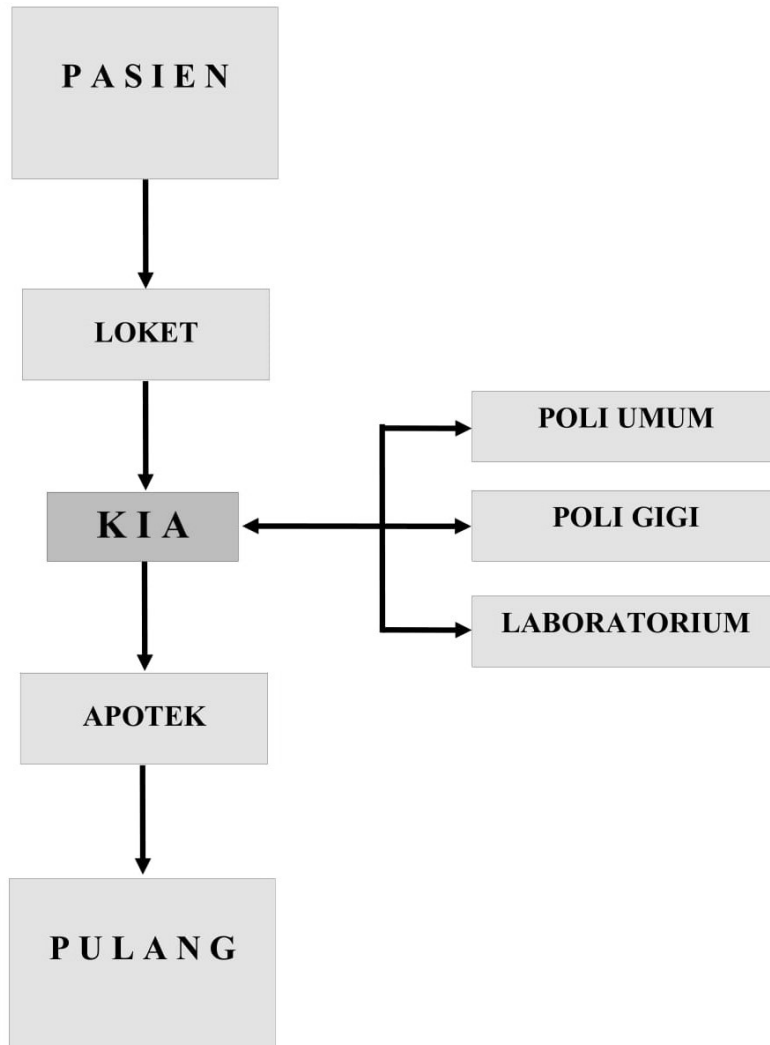 P A S I E N
LOKET
K I A
POLI UMUM
POLI GIGI
LABORATORIUM
APOTEK
P U L A N G